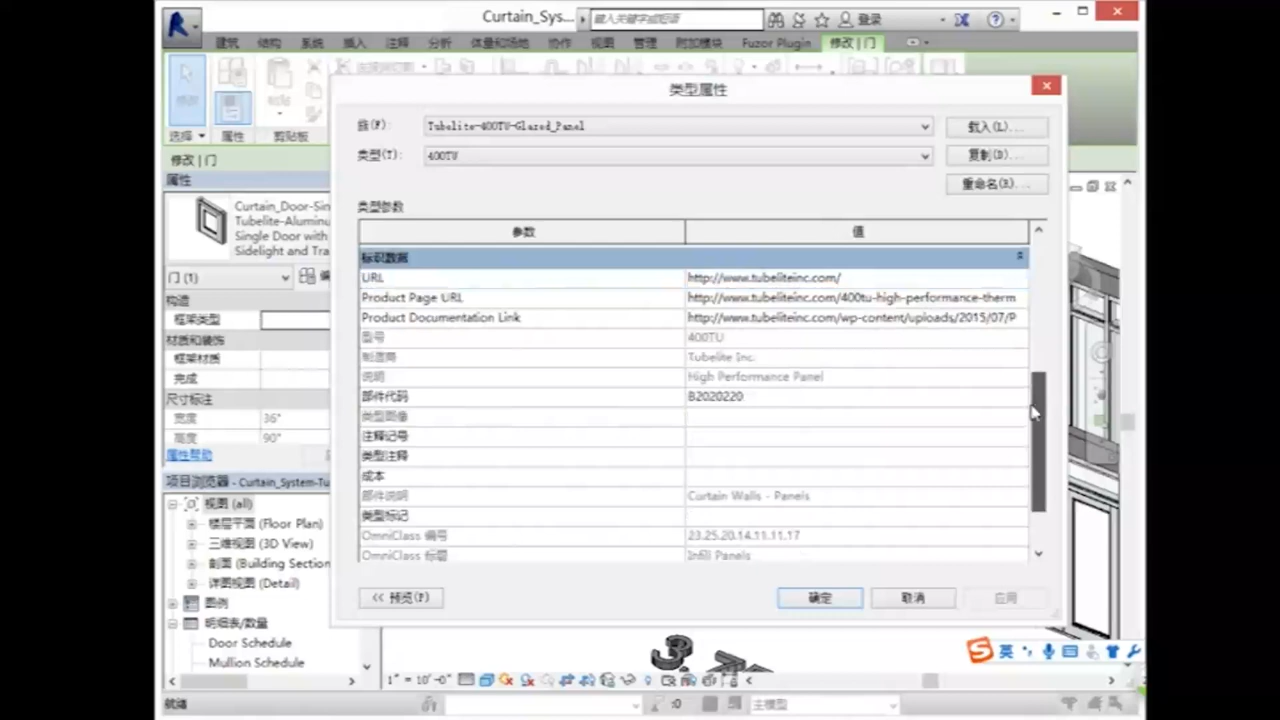 Curtain_Sys...
键入关键字或短语
登录
建筑 结构 系统 插入 注释 分析 体量和场地 协作 视图 管理 附加模块 Fuzor Plugin 修改 | 门
修改
选择 属性 剪贴板
修改 | 门
属性
Curtain_Door-Sin
Tubelite-Aluminu
Single Door with
Sidelight and Tra
门 (1)
构造
框架类型
材质和装饰
框架材质
完成
尺寸标注
宽度 36"
高度 90"
属性帮助
项目浏览器 - Curtain_System-Tu
视图 (all)
楼层平面 (Floor Plan)
三维视图 (3D View)
剖面 (Building Section
详图视图 (Detail)
图例
明细表/数量
Door Schedule
Mullion Schedule
类型属性
族(F): Tubelite-400TU-Glazed_Panel 载入(L)...
类型(T): 400TU 复制(D)...
重命名(R)...
类型参数
参数 值
标识数据
URL http://www.tubeliteinc.com/
Product Page URL http://www.tubeliteinc.com/400tu-high-performance-therm
Product Documentation Link http://www.tubeliteinc.com/wp-content/uploads/2015/07/P
型号 400TU
制造商 Tubelite Inc.
说明 High Performance Panel
部件代码 B2020220
类型图像
注释记号
类型注释
成本
部件说明 Curtain Walls - Panels
类型标记
OmniClass 编号 23.25.20.14.11.11.17
OmniClass 标题 Infill Panels
<< 预览(P) 确定 取消 应用
英
1" = 10'-0"
就绪 :0 主模型